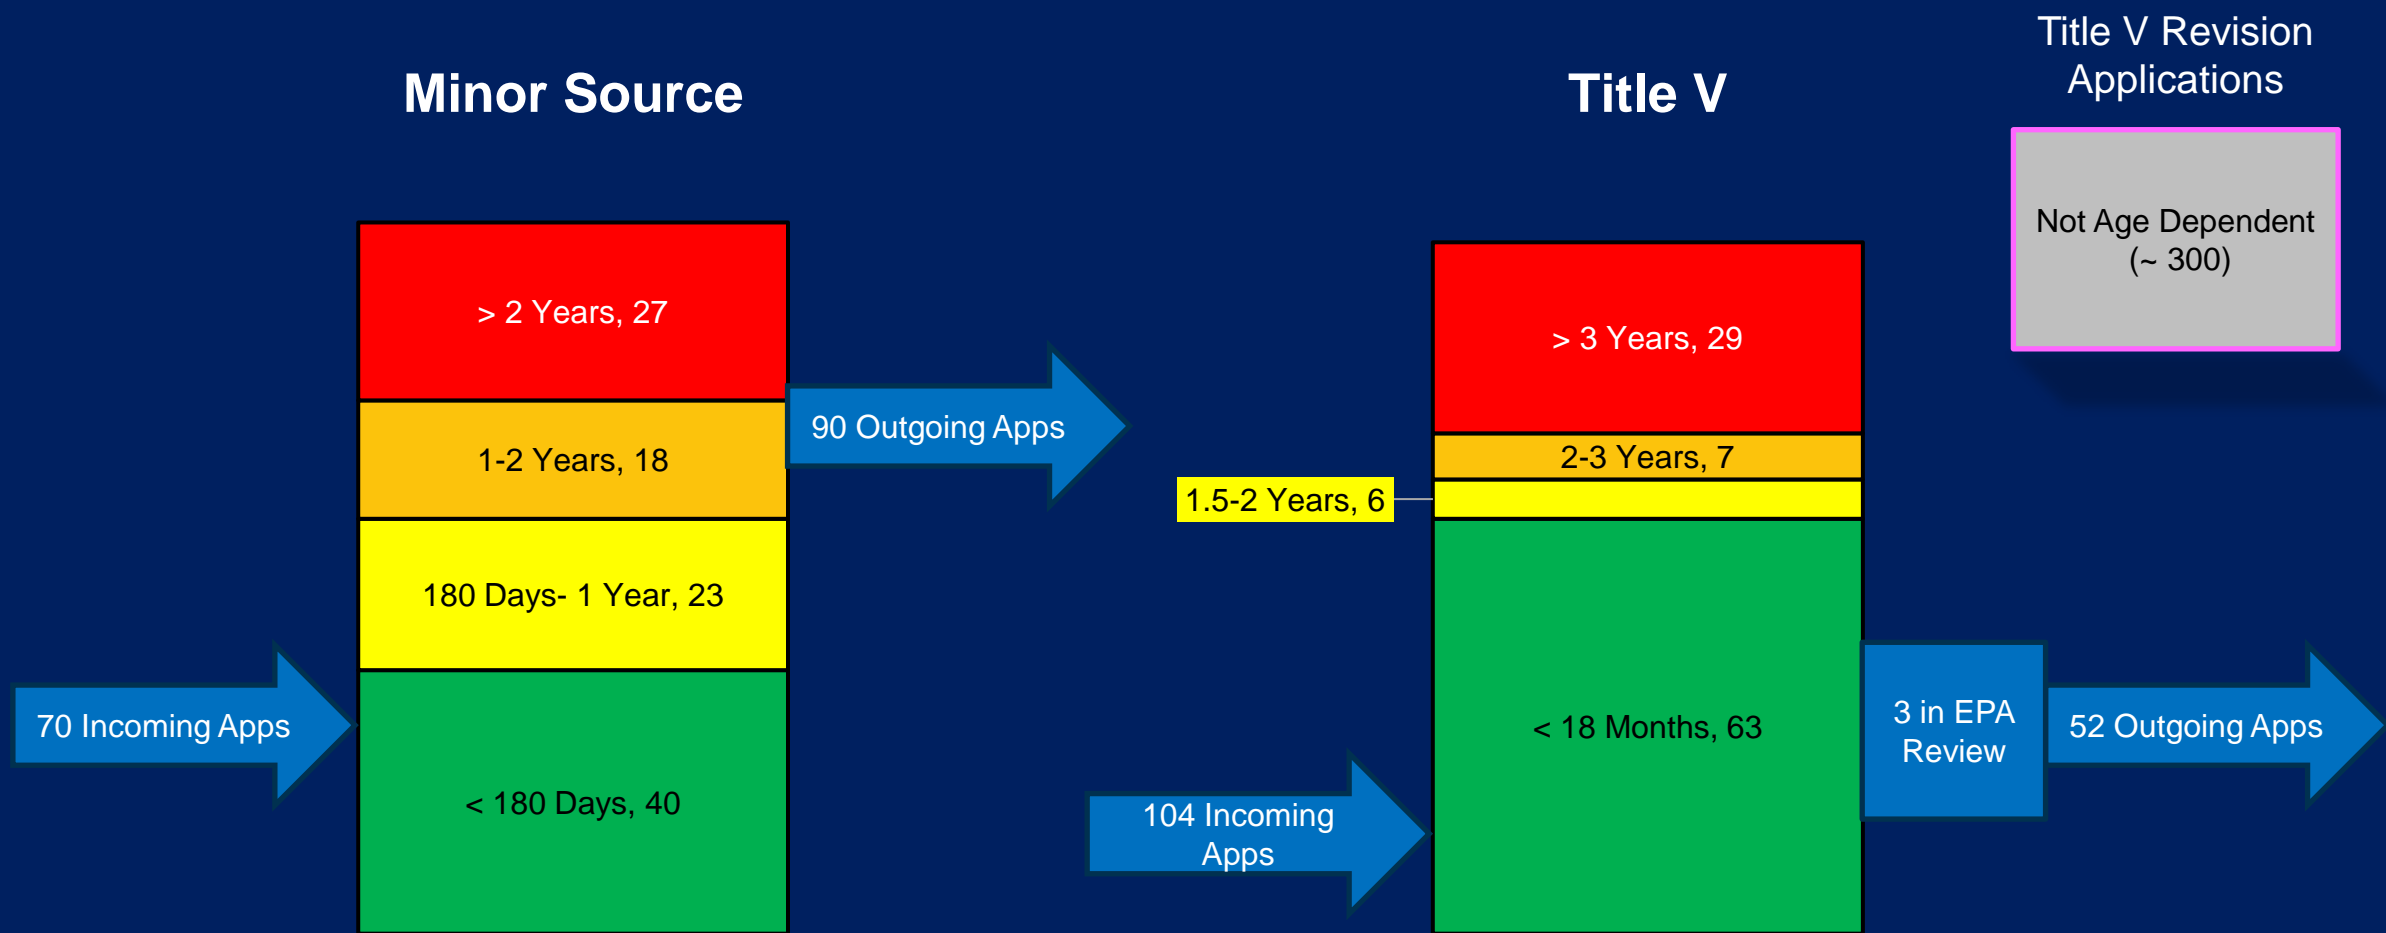 Minor Source
> 2 Years, 27
1-2 Years, 18
180 Days- 1 Year, 23
< 180 Days, 40
70 Incoming Apps
90 Outgoing Apps
Title V
> 3 Years, 29
2-3 Years, 7
1.5-2 Years, 6
< 18 Months, 63
104 Incoming
Apps
3 in EPA
Review
52 Outgoing Apps
Title V Revision
Applications
Not Age Dependent
(~ 300)